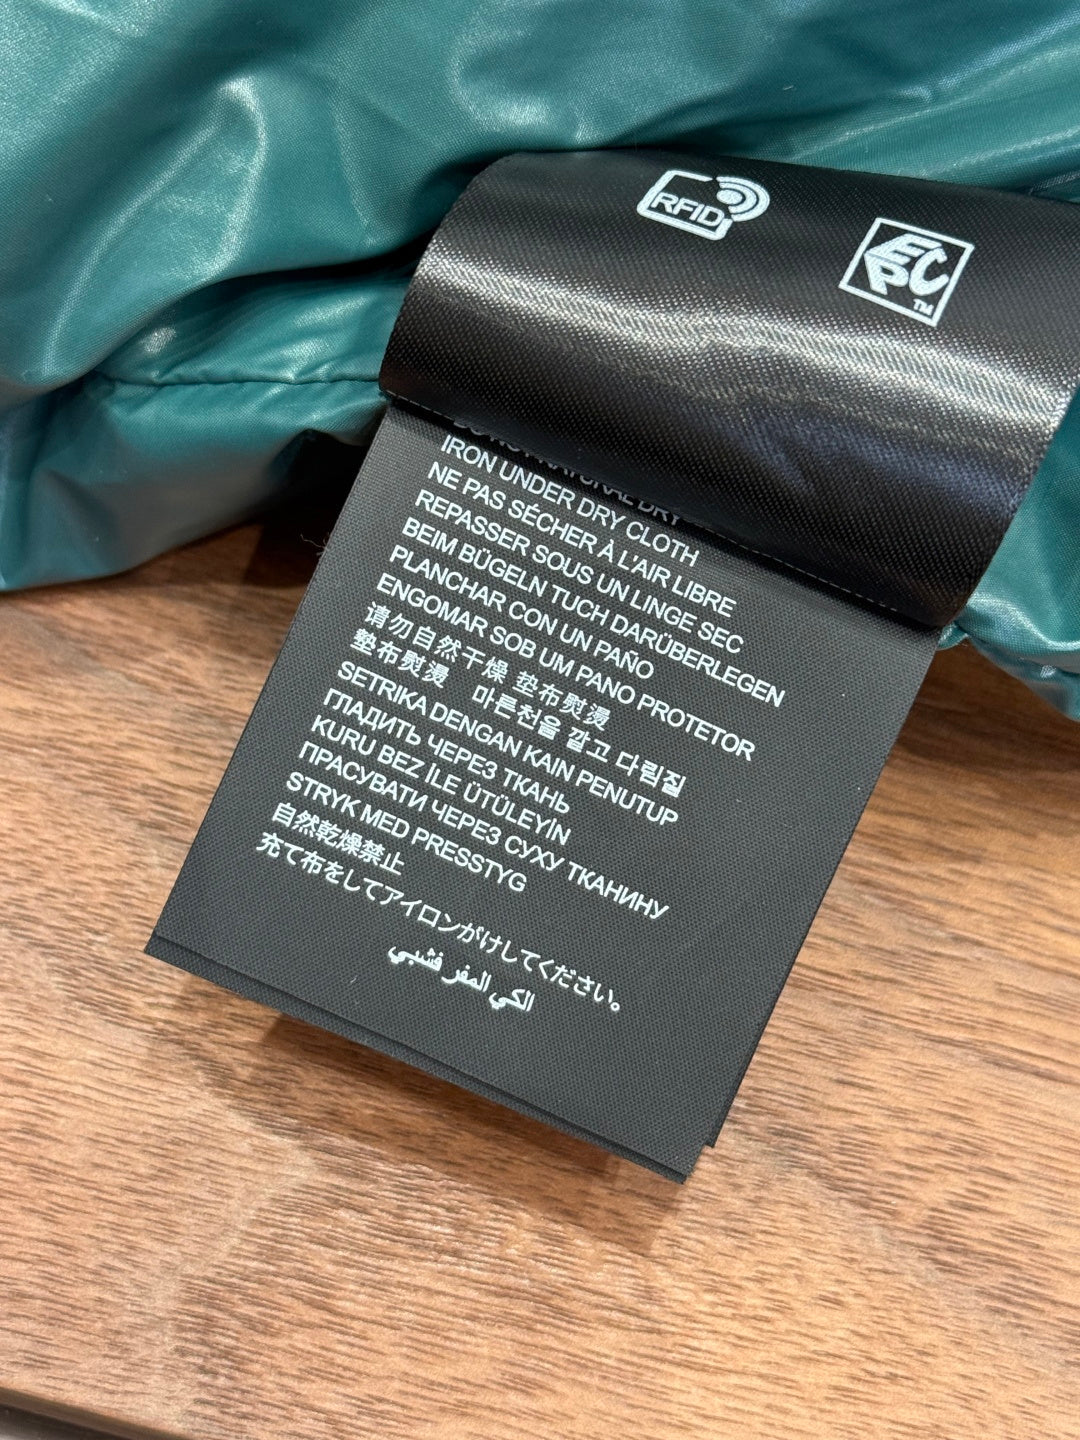 RFID
EPC
TM
NATURAL DRY
IRON UNDER DRY CLOTH
NE PAS SÉCHER À L'AIR LIBRE
REPASSER SOUS UN LINGE SEC
BEIM BÜGELN TUCH DARÜBERLEGEN
PLANCHAR CON UN PAÑO
ENGOMAR SOB UM PANO PROTETOR
请勿自然干燥 垫布熨烫
墊布熨燙 마른천을 깔고 다림질
SETRIKA DENGAN KAIN PENUTUP
ГЛАДИТЬ ЧЕРЕЗ ТКАНЬ
KURU BEZ İLE ÜTÜLEYİN
ПРАСУВАТИ ЧЕРЕЗ СУХУ ТКАНИНУ
STRYK MED PRESSTYG
自然乾燥禁止
充て布をしてアイロンがけしてください。
الكي المفر فشبي